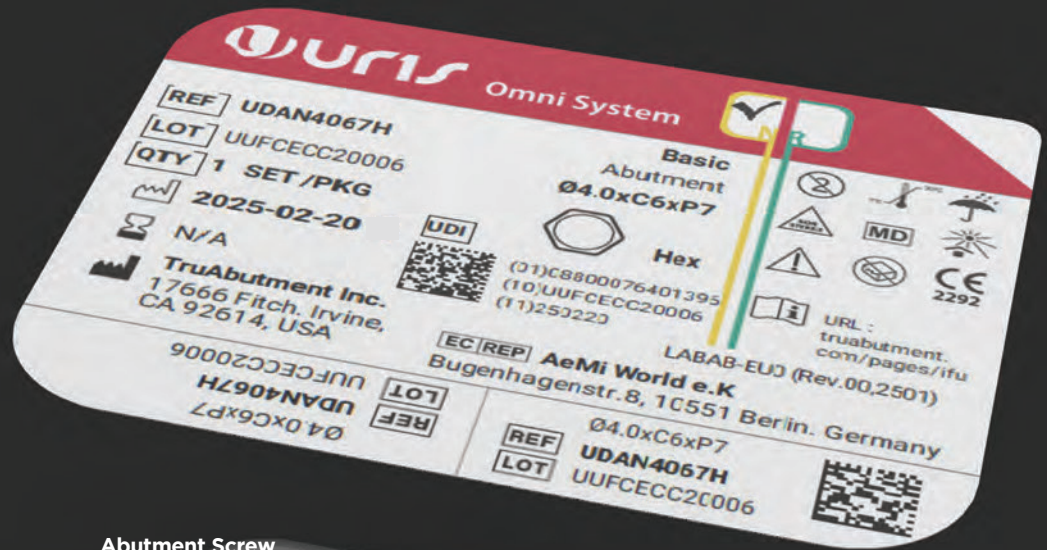 uris Omni System
REF UDAN4067H
LOT UUFCECC20006
QTY 1 SET/PKG
2025-02-20
N/A
TruAbutment Inc.
17666 Fitch. Irvine,
CA 92614, USA
UDI
Basic
Abutment
Ø4.0xC6xP7
Hex
(01)08800076401395
(10)UUFCECC20006
(11)250220
MD
CE
2292
URL :
truabutment.
com/pages/ifu
LABAB-EU0 (Rev.00,2501)
EC REP AeMi World e.K
Bugenhagenstr.8, 10551 Berlin. Germany
Ø4.0xC6xP7
REF UDAN4067H
LOT UUFCECC20006
Ø4.0xC6xP7
REF UDAN4067H
LOT UUFCECC20006
Abutment Screw